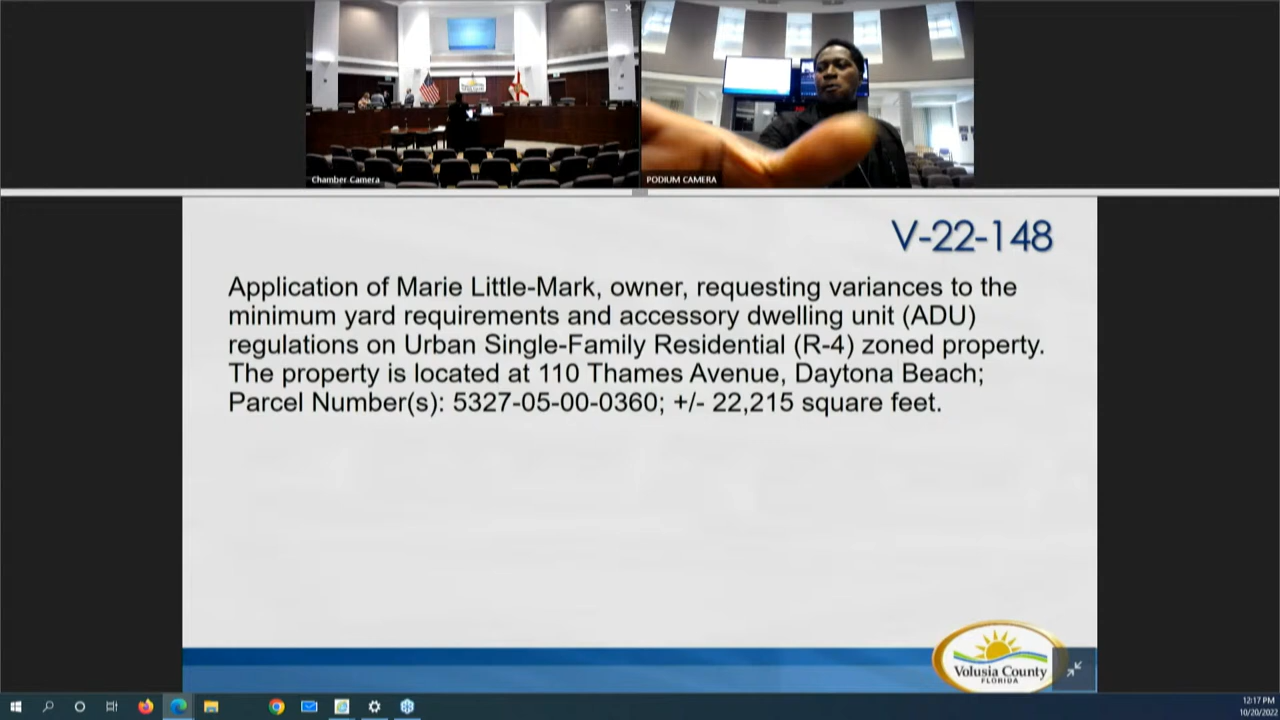 Chamber Camera
PODIUM CAMERA
V-22-148
Application of Marie Little-Mark, owner, requesting variances to the
minimum yard requirements and accessory dwelling unit (ADU)
regulations on Urban Single-Family Residential (R-4) zoned property.
The property is located at 110 Thames Avenue, Daytona Beach;
Parcel Number(s): 5327-05-00-0360; +/- 22,215 square feet.
Volusia County
FLORIDA
12:17 PM
10/20/2022